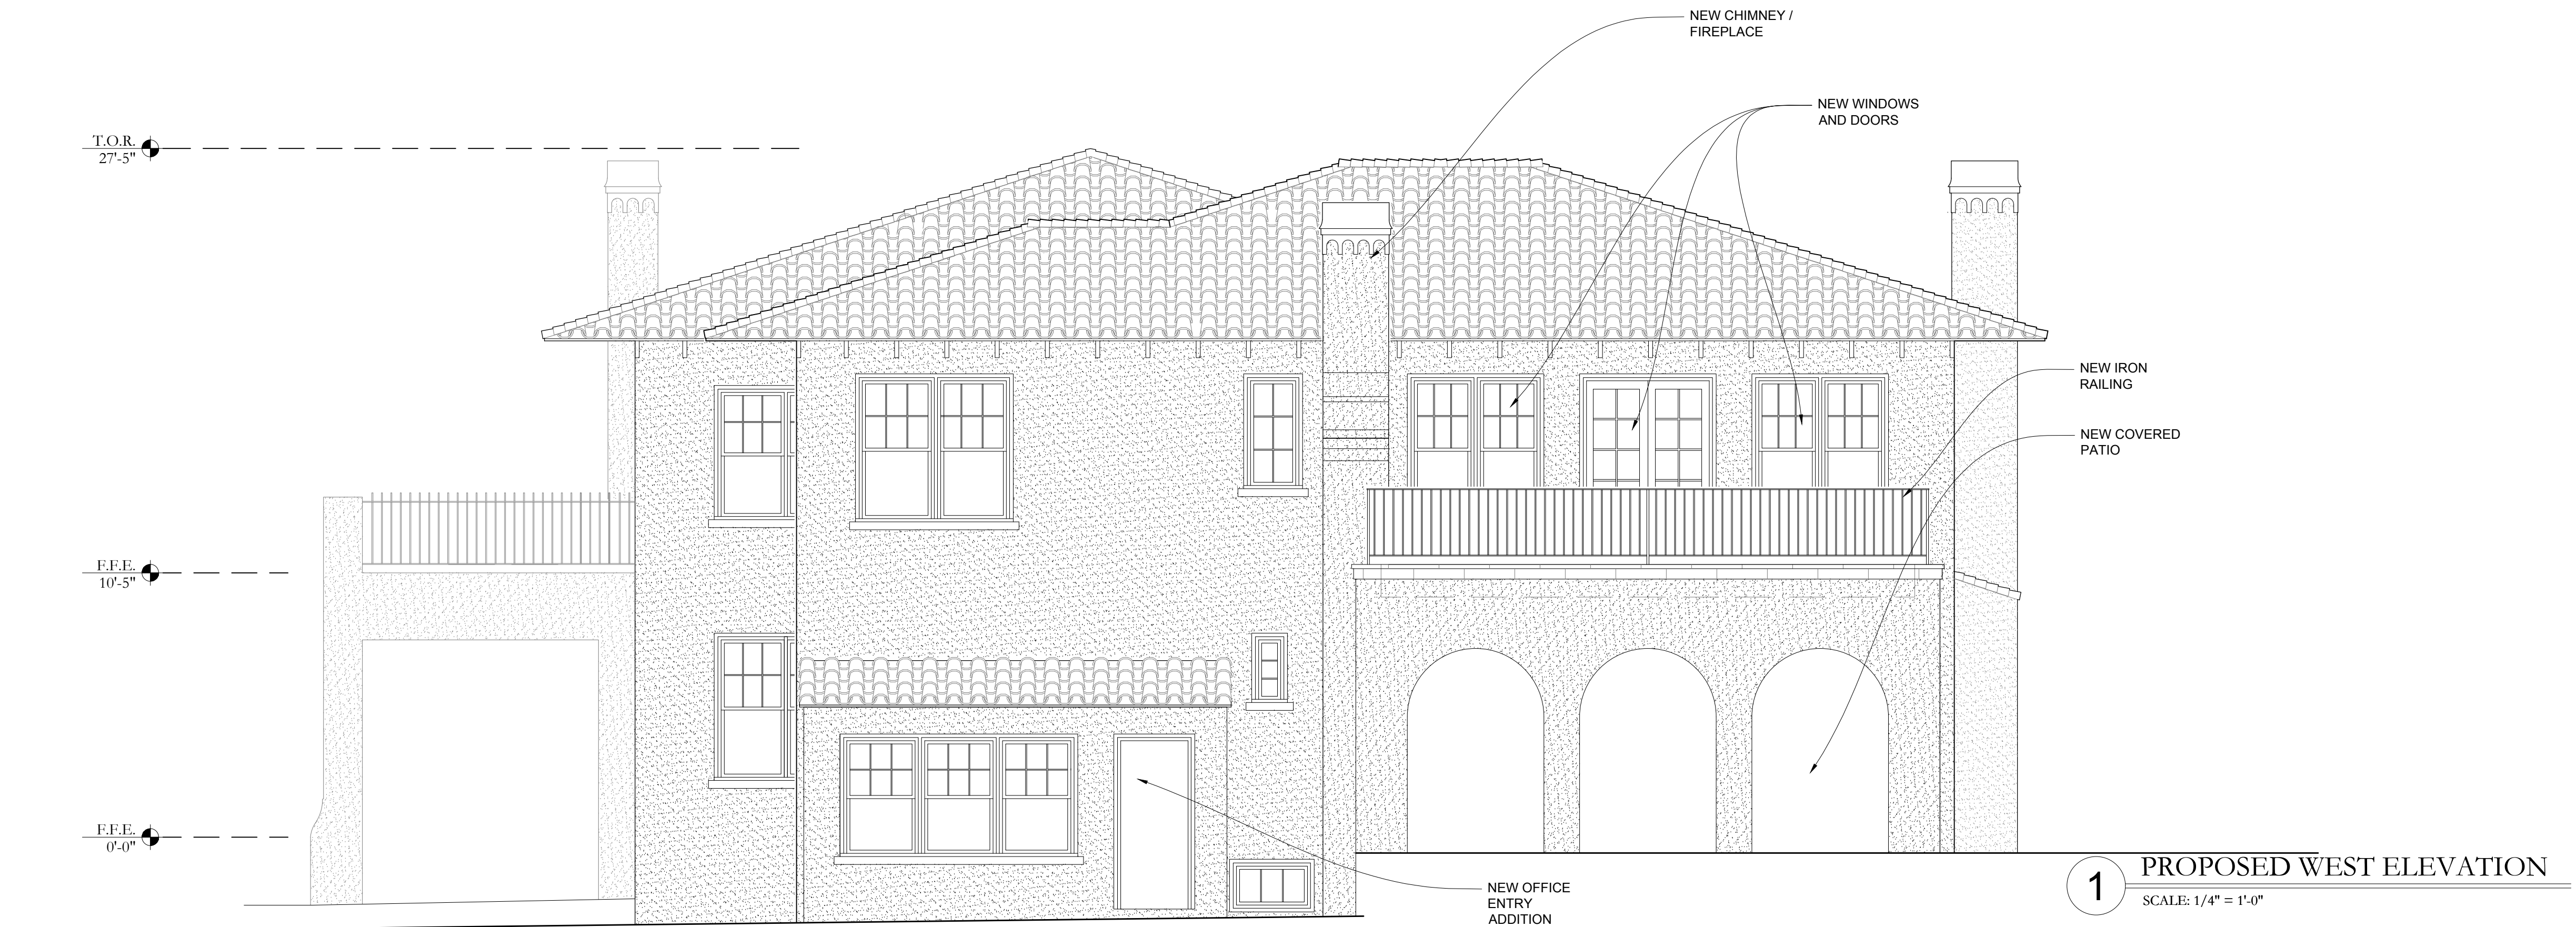 NEW CHIMNEY /
FIREPLACE
NEW WINDOWS
AND DOORS
T.O.R.
27'-5"
NEW IRON
RAILING
NEW COVERED
PATIO
F.F.E.
10'-5"
F.F.E.
0'-0"
NEW OFFICE
ENTRY
ADDITION
1
PROPOSED WEST ELEVATION
SCALE: 1/4" = 1'-0"